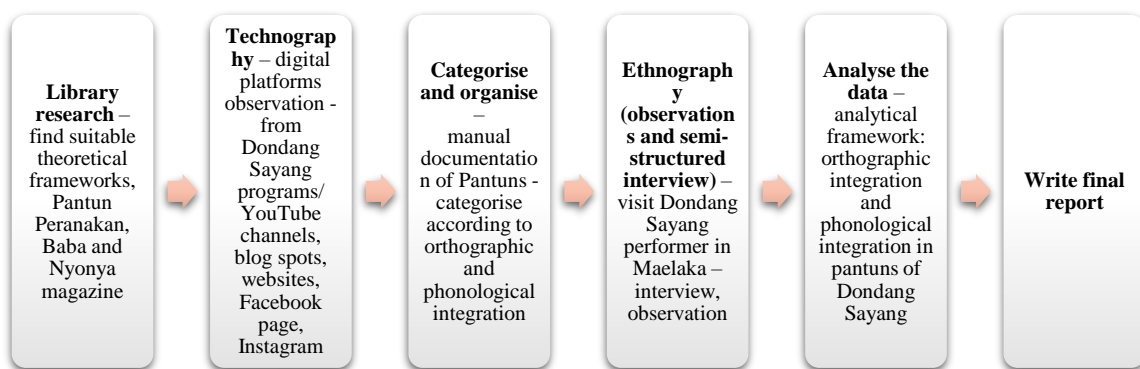 Library
research –
find suitable
theoretical
frameworks,
Pantun
Peranakan,
Baba and
Nyonya
magazine
Technograp
hy – digital
platforms
observation -
from
Dondang
Sayang
programs/
YouTube
channels,
blog spots,
websites,
Facebook
page,
Instagram
Categorise
and organise
–
manual
documentatio
n of Pantuns -
categorise
according to
orthographic
and
phonological
integration
Ethnograph
y
(observation
s and semi-
structured
interview) –
visit Dondang
Sayang
performer in
Maelaka –
interview,
observation
Analyse the
data –
analytical
framework:
orthographic
integration
and
phonological
integration in
pantuns of
Dondang
Sayang
Write final
report